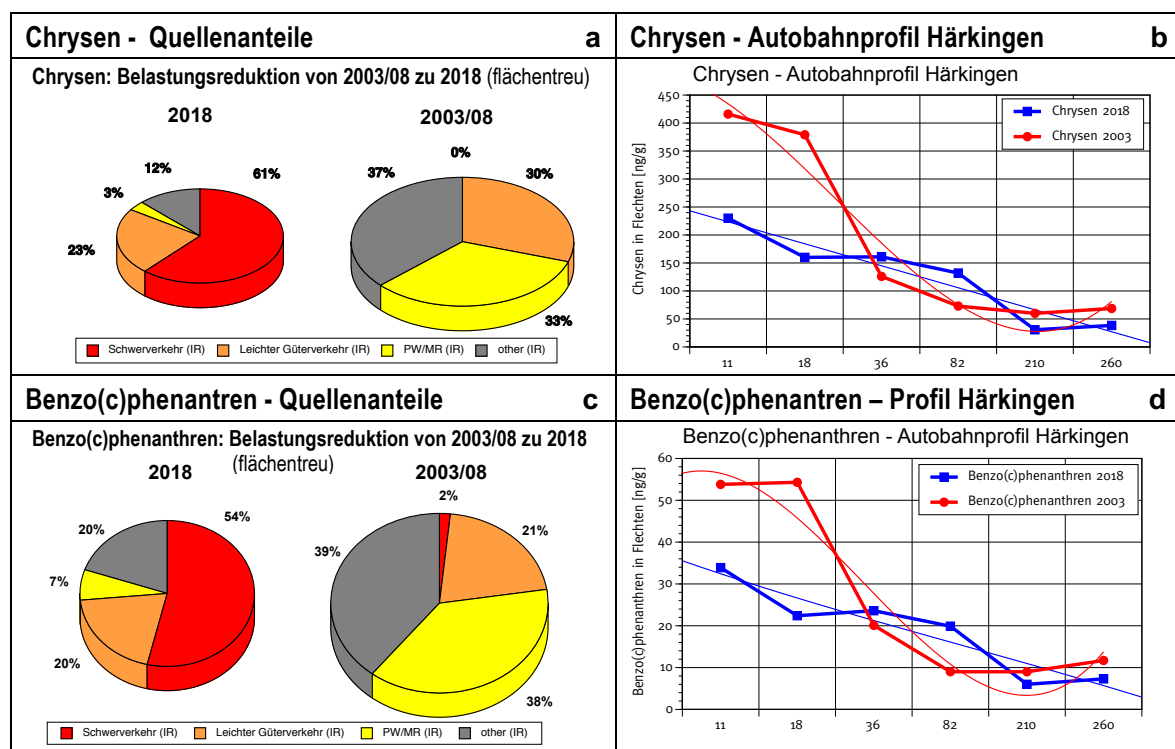 Chrysen - Quellenanteile a
Chrysen: Belastungsreduktion von 2003/08 zu 2018 (flächentreu)
2018
2003/08
12%
61%
3%
23%
0%
37%
30%
33%
Schwerverkehr (IR) Leichter Güterverkehr (IR) PW/MR (IR) other (IR)
Chrysen - Autobahnprofil Härkingen b
Chrysen - Autobahnprofil Härkingen
Chrysen in Flechten [ng/g]
450
400
350
300
250
200
150
100
50
0
Chrysen 2018
Chrysen 2003
11 18 36 82 210 260
Benzo(c)phenantren - Quellenanteile c
Benzo(c)phenanthren: Belastungsreduktion von 2003/08 zu 2018
(flächentreu)
2018
2003/08
20%
54%
7%
20%
2%
21%
39%
38%
Schwerverkehr (IR) Leichter Güterverkehr (IR) PW/MR (IR) other (IR)
Benzo(c)phenantren – Profil Härkingen d
Benzo(c)phenanthren - Autobahnprofil Härkingen
Benzo(c)phenanthren in Flechten [ng/g]
60
50
40
30
20
10
0
Benzo(c)phenanthren 2018
Benzo(c)phenanthren 2003
11 18 36 82 210 260